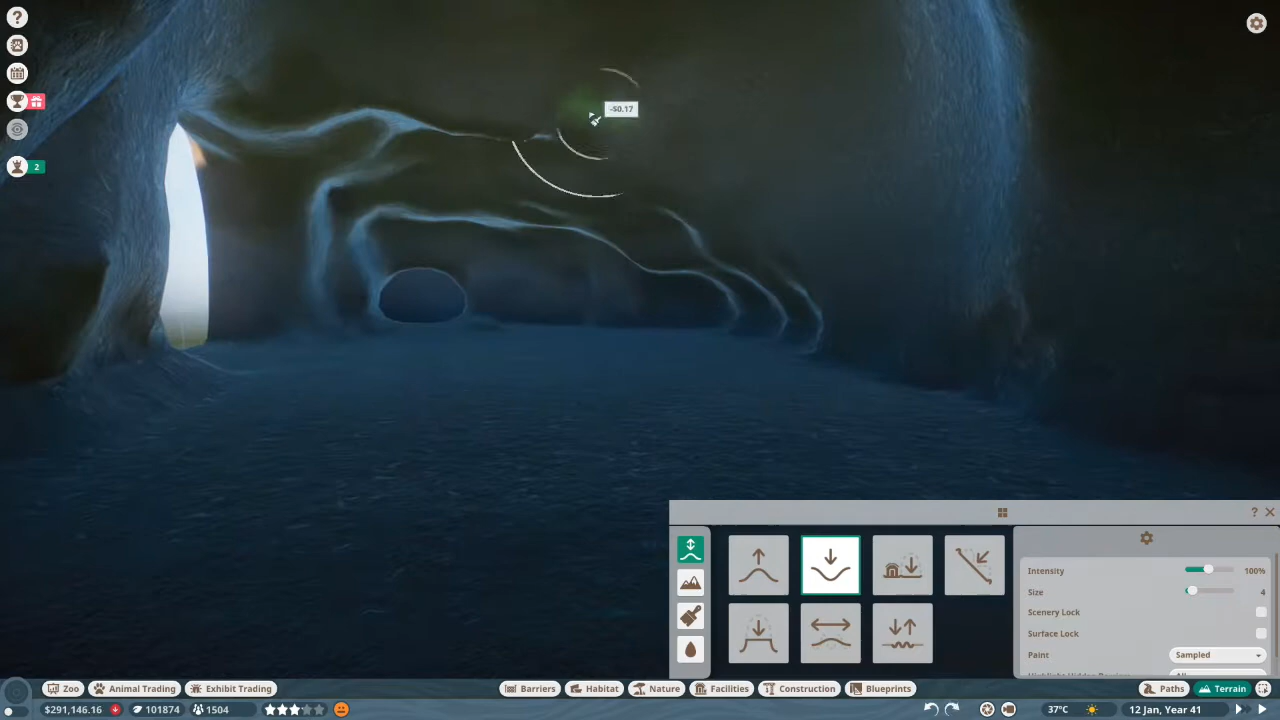 2
-$0.17
?
Intensity 100%
Size 4
Scenery Lock
Surface Lock
Paint Sampled
Zoo Animal Trading Exhibit Trading Barriers Habitat Nature Facilities Construction Blueprints Paths Terrain
$291,146.16 101874 1504 37°C 12 Jan, Year 41